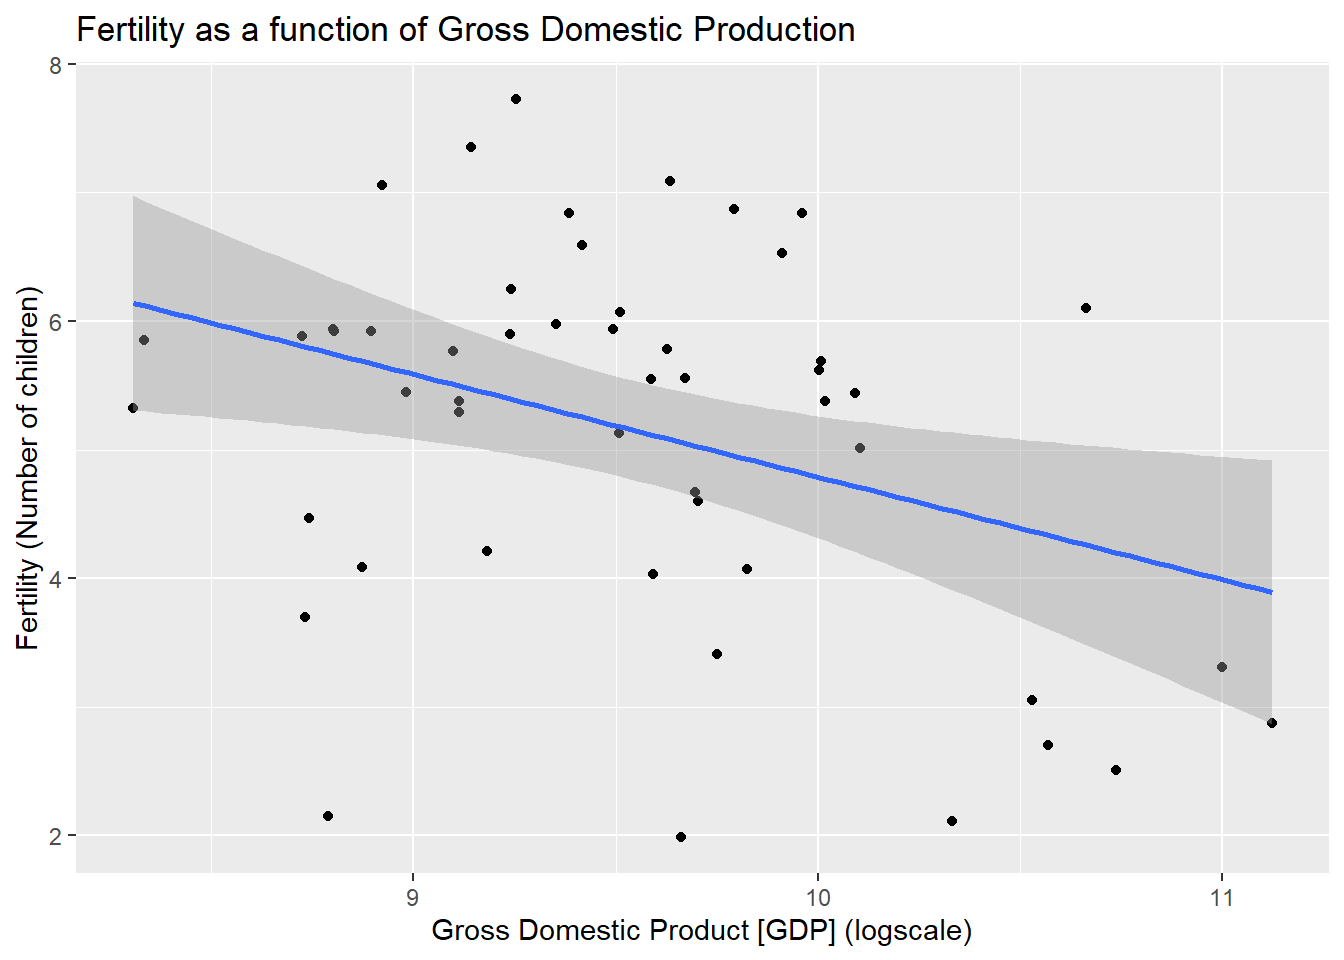 Fertility as a function of Gross Domestic Production
8
6
4
2
Fertility (Number of children)
9 10 11
Gross Domestic Product [GDP] (logscale)